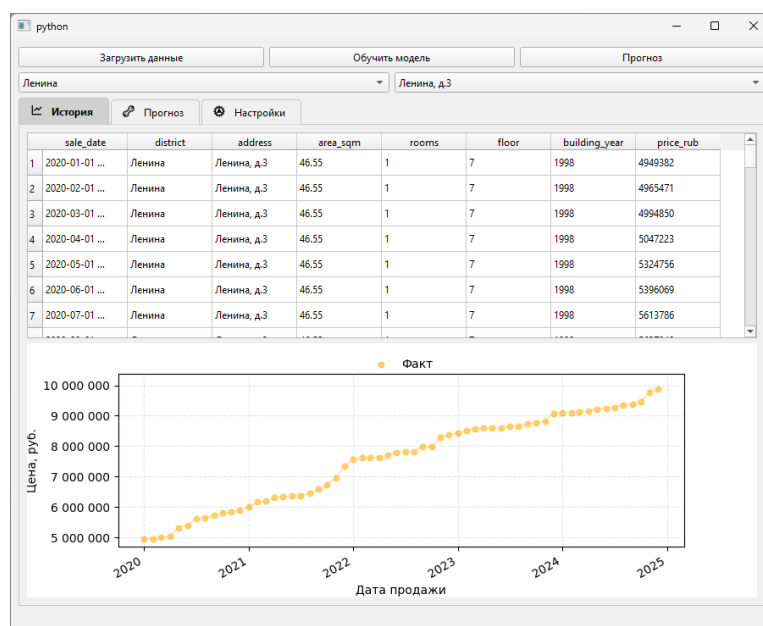 python
Загрузить данные Обучить модель Прогноз
Ленина Ленина, д.3
История Прогноз Настройки
sale_date district address area_sqm rooms floor building_year price_rub
1 2020-01-01 ... Ленина Ленина, д.3 46.55 1 7 1998 4949382
2 2020-02-01 ... Ленина Ленина, д.3 46.55 1 7 1998 4965471
3 2020-03-01 ... Ленина Ленина, д.3 46.55 1 7 1998 4994850
4 2020-04-01 ... Ленина Ленина, д.3 46.55 1 7 1998 5047223
5 2020-05-01 ... Ленина Ленина, д.3 46.55 1 7 1998 5324756
6 2020-06-01 ... Ленина Ленина, д.3 46.55 1 7 1998 5396069
7 2020-07-01 ... Ленина Ленина, д.3 46.55 1 7 1998 5613786
Факт
10 000 000
9 000 000
8 000 000
7 000 000
6 000 000
5 000 000
Цена, руб.
2020 2021 2022 2023 2024 2025
Дата продажи